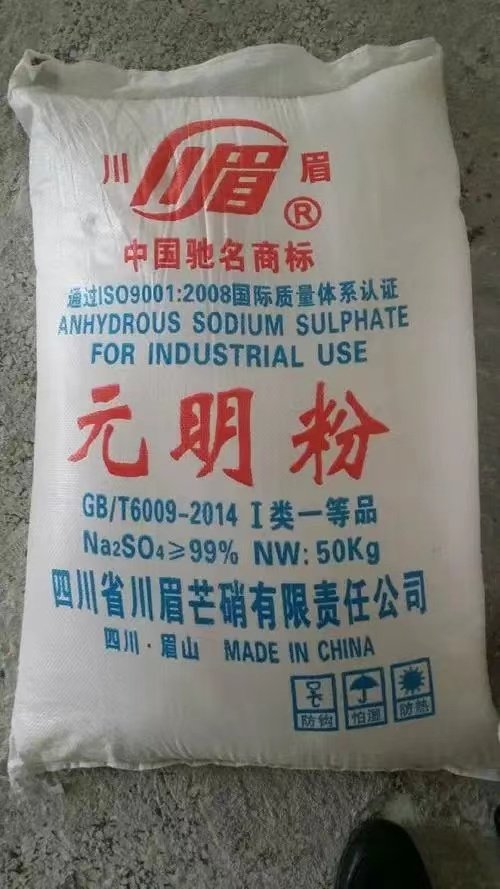 川 川眉 眉
®
中国驰名商标
通过ISO9001:2008国际质量体系认证
ANHYDROUS SODIUM SULPHATE
FOR INDUSTRIAL USE
元明粉
GB/T6009-2014 I类一等品
Na₂SO₄≥99% NW: 50Kg
四川省川眉芒硝有限责任公司
四川·眉山 MADE IN CHINA
防钩 怕湿 防热